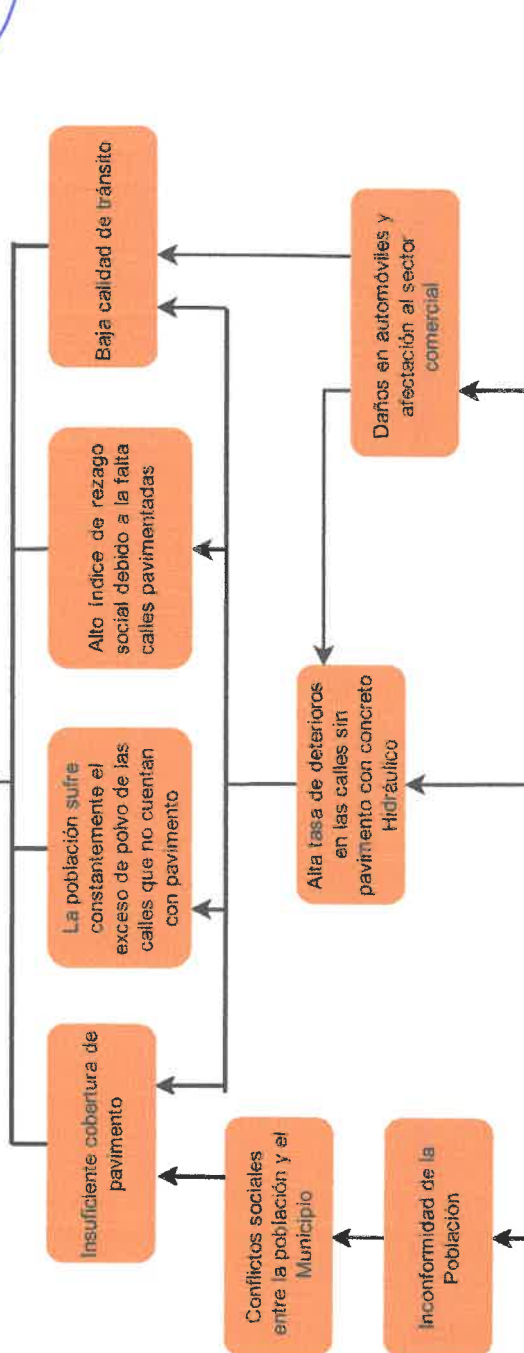 Insuficiente cobertura de
pavimento
La población sufre
constantemente el
exceso de polvo de las
calles que no cuentan
con pavimento
Alto índice de rezago
social debido a la falta
calles pavimentadas
Baja calidad de tránsito
Conflictos sociales
entre la población y el
Municipio
Alta tasa de deterioros
en las calles sin
pavimento con concreto
Hidráulico
Daños en automóviles y
afectación al sector
comercial
Inconformidad de la
Población